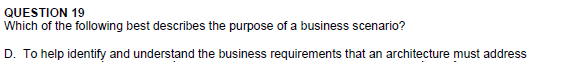 QUESTION 19
Which of the following best describes the purpose of a business scenario?
D. To help identify and understand the business requirements that an architecture must address